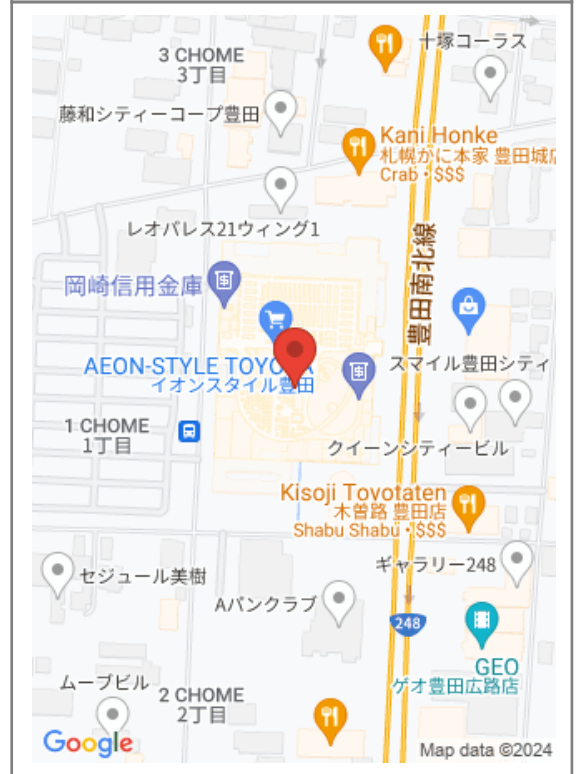 十塚コーラス
3 CHOME
3丁目
藤和シティーコープ豊田
Kani Honke
札幌かに本家 豊田城店
Crab・$$$
レオパレス21ウィング1
豊田南北線
岡崎信用金庫
AEON-STYLE TOYOTA
イオンスタイル豊田
スマイル豊田シティ
1 CHOME
1丁目
クイーンシティービル
Kisoji Toyotaten
木曽路 豊田店
Shabu Shabu・$$$
ギャラリー248
セジュール美樹
Aパンクラブ
248
GEO
ゲオ豊田広路店
ムーブビル
2 CHOME
2丁目
Google
Map data ©2024